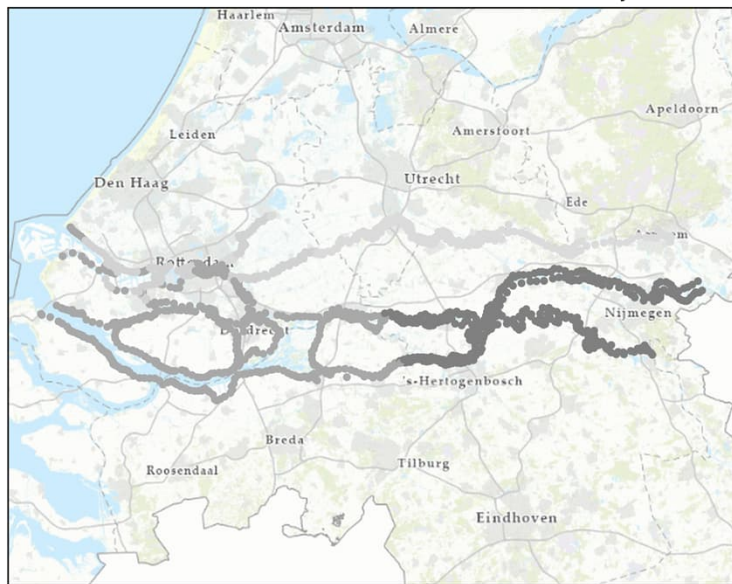 Haarlem
Amsterdam
Almere
Apeldoorn
Leiden
Amerstoort
Den Haag
Utrecht
Ede
Nijmegen
's-Hertogenbosch
Breda
Tilburg
Roosendaal
Eindhoven